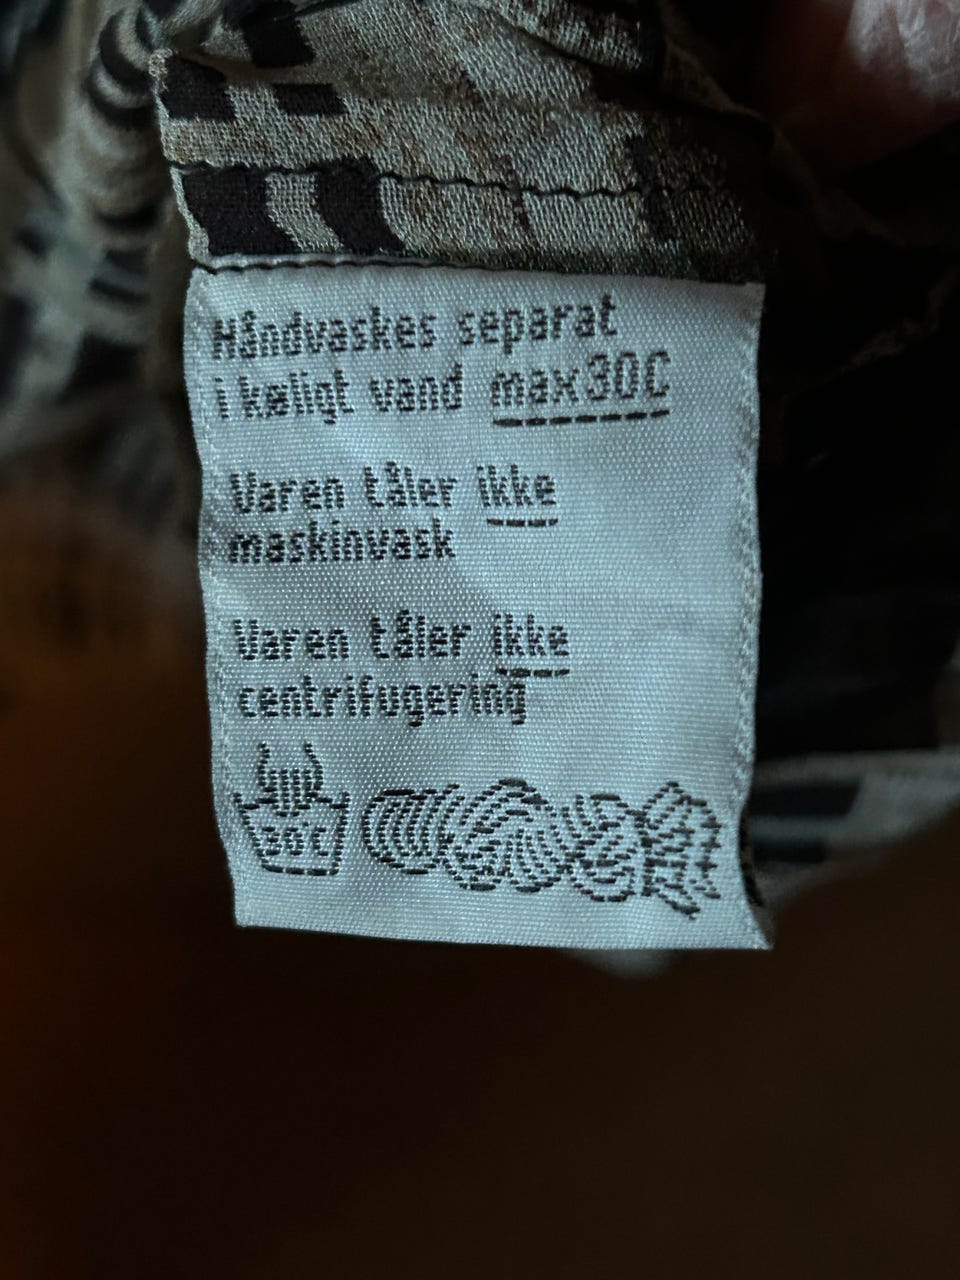 Håndvaskes separat
i køligt vand max30C
Varen tåler ikke
maskinvask
Varen tåler ikke
centrifugering
30C